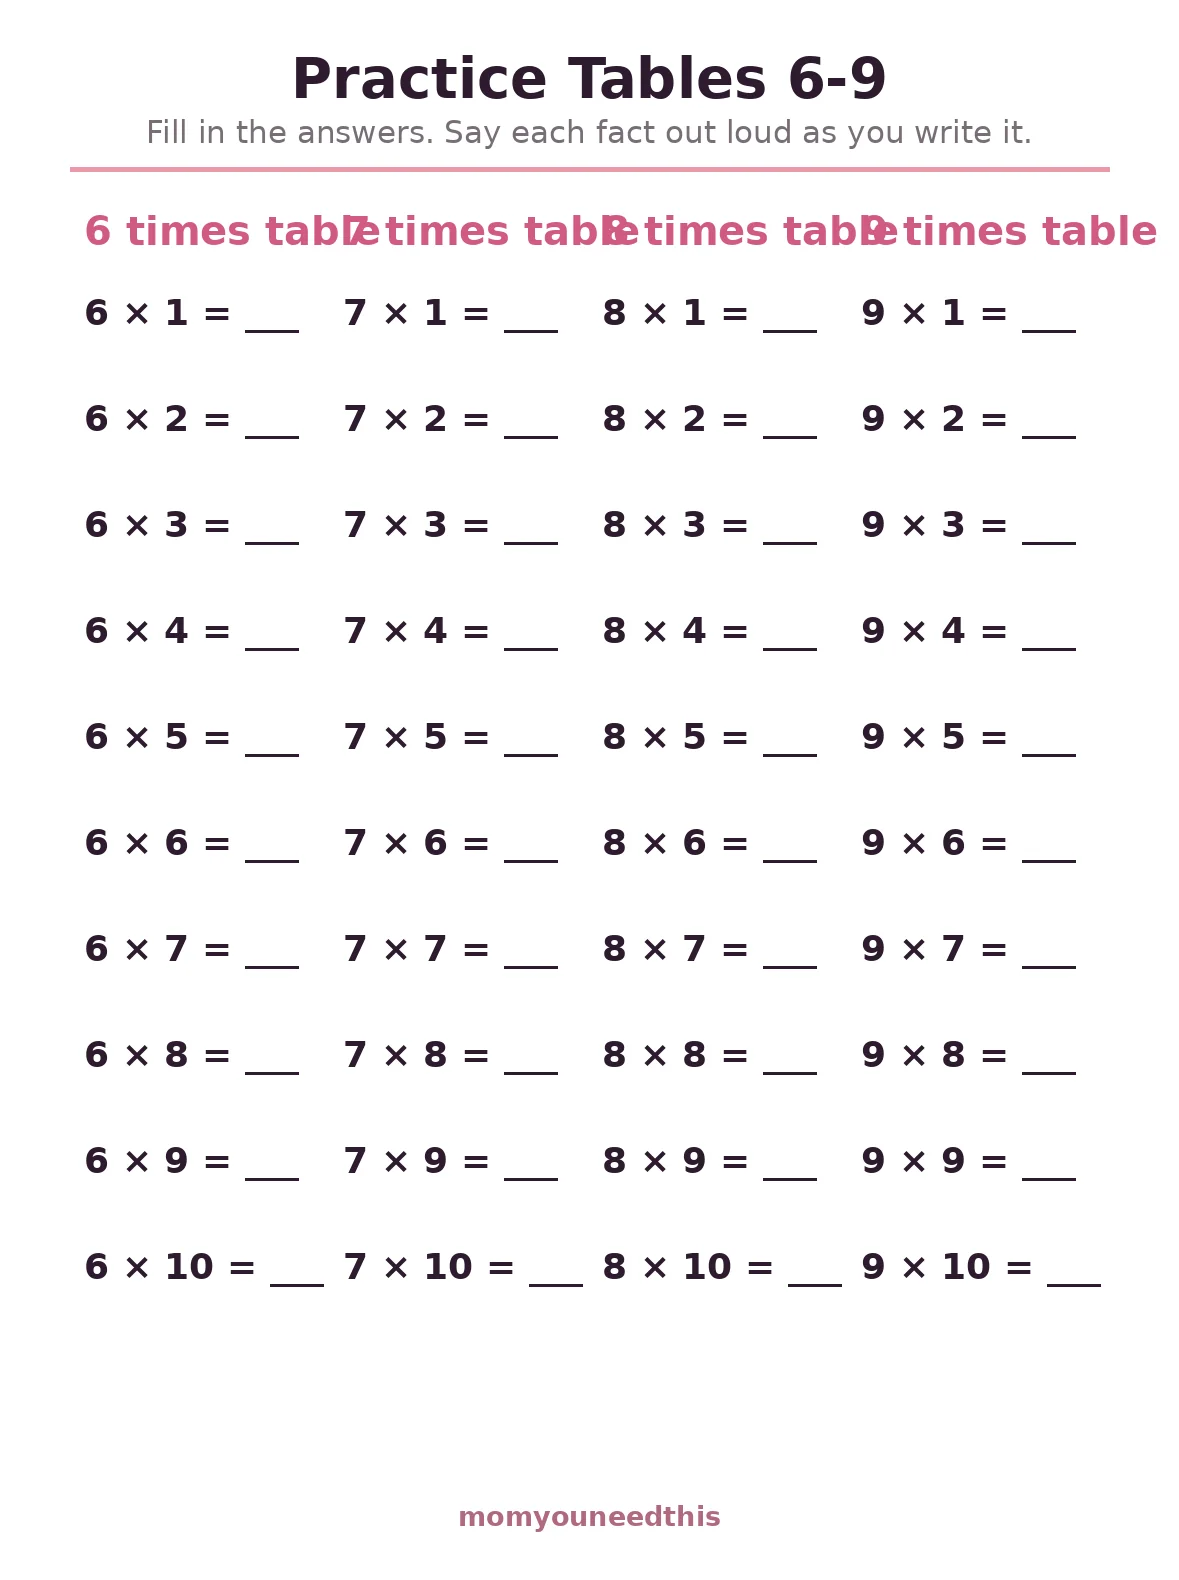 Practice Tables 6-9
Fill in the answers. Say each fact out loud as you write it.
6 times table 7 times table 8 times table 9 times table
6 × 1 = ___ 7 × 1 = ___ 8 × 1 = ___ 9 × 1 = ___
6 × 2 = ___ 7 × 2 = ___ 8 × 2 = ___ 9 × 2 = ___
6 × 3 = ___ 7 × 3 = ___ 8 × 3 = ___ 9 × 3 = ___
6 × 4 = ___ 7 × 4 = ___ 8 × 4 = ___ 9 × 4 = ___
6 × 5 = ___ 7 × 5 = ___ 8 × 5 = ___ 9 × 5 = ___
6 × 6 = ___ 7 × 6 = ___ 8 × 6 = ___ 9 × 6 = ___
6 × 7 = ___ 7 × 7 = ___ 8 × 7 = ___ 9 × 7 = ___
6 × 8 = ___ 7 × 8 = ___ 8 × 8 = ___ 9 × 8 = ___
6 × 9 = ___ 7 × 9 = ___ 8 × 9 = ___ 9 × 9 = ___
6 × 10 = ___ 7 × 10 = ___ 8 × 10 = ___ 9 × 10 = ___
momyouneedthis